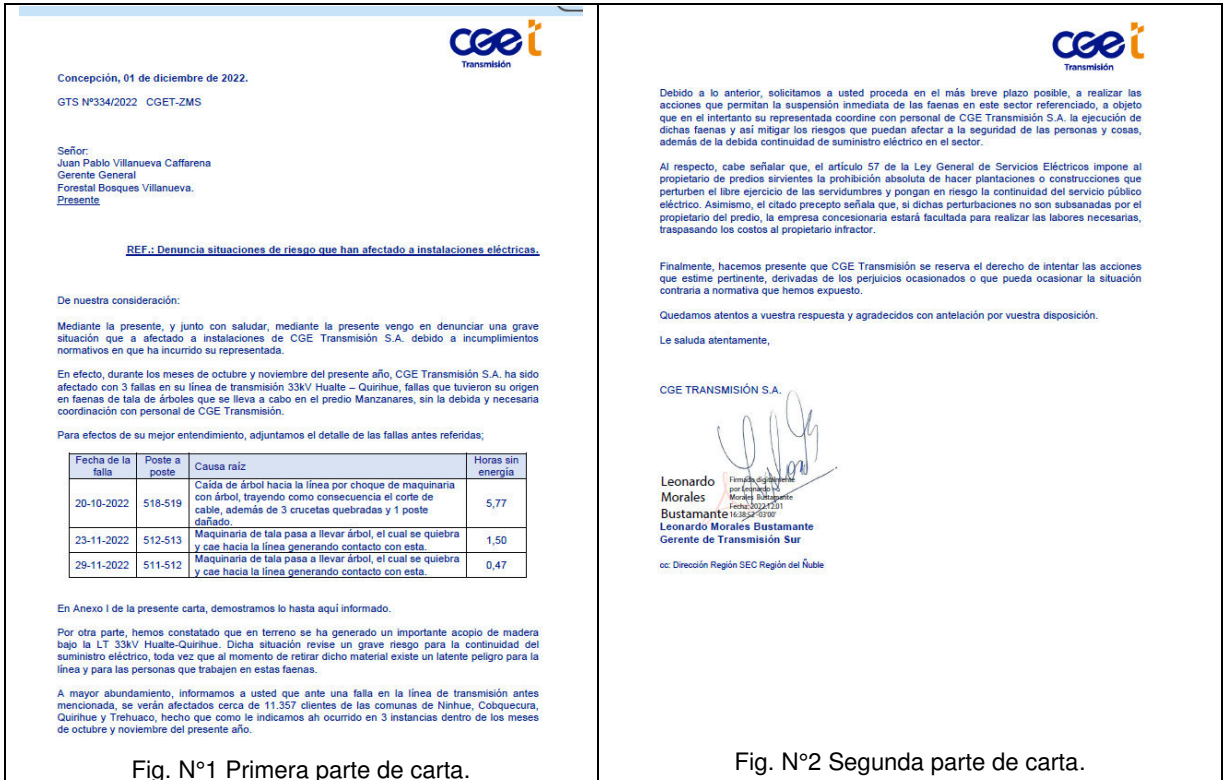 cge t
Transmisión
Concepción, 01 de diciembre de 2022.
GTS Nº334/2022 CGET-ZMS
Señor:
Juan Pablo Villanueva Caffarena
Gerente General
Forestal Bosques Villanueva.
Presente
REF.: Denuncia situaciones de riesgo que han afectado a instalaciones eléctricas.
De nuestra consideración:
Mediante la presente, y junto con saludar, mediante la presente vengo en denunciar una grave
situación que a afectado a instalaciones de CGE Transmisión S.A. debido a incumplimientos
normativos en que ha incurrido su representada.
En efecto, durante los meses de octubre y noviembre del presente año, CGE Transmisión S.A. ha sido
afectado con 3 fallas en su línea de transmisión 33kV Hualte – Quirihue, fallas que tuvieron su origen
en faenas de tala de árboles que se lleva a cabo en el predio Manzanares, sin la debida y necesaria
coordinación con personal de CGE Transmisión.
Para efectos de su mejor entendimiento, adjuntamos el detalle de las fallas antes referidas;
Fecha de la falla Poste a poste Causa raíz Horas sin energía
20-10-2022 518-519 Caída de árbol hacia la línea por choque de maquinaria
con árbol, trayendo como consecuencia el corte de
cable, además de 3 crucetas quebradas y 1 poste
dañado. 5,77
23-11-2022 512-513 Maquinaria de tala pasa a llevar árbol, el cual se quiebra
y cae hacia la línea generando contacto con esta. 1,50
29-11-2022 511-512 Maquinaria de tala pasa a llevar árbol, el cual se quiebra
y cae hacia la línea generando contacto con esta. 0,47
En Anexo I de la presente carta, demostramos lo hasta aquí informado.
Por otra parte, hemos constatado que en terreno se ha generado un importante acopio de madera
bajo la LT 33kV Hualte-Quirihue. Dicha situación revise un grave riesgo para la continuidad del
suministro eléctrico, toda vez que al momento de retirar dicho material existe un latente peligro para la
línea y para las personas que trabajen en estas faenas.
A mayor abundamiento, informamos a usted que ante una falla en la línea de transmisión antes
mencionada, se verán afectados cerca de 11.357 clientes de las comunas de Ninhue, Cobquecura,
Quirihue y Trehuaco, hecho que como le indicamos ah ocurrido en 3 instancias dentro de los meses
de octubre y noviembre del presente año.
Fig. N°1 Primera parte de carta.
cge t
Transmisión
Debido a lo anterior, solicitamos a usted proceda en el más breve plazo posible, a realizar las
acciones que permitan la suspensión inmediata de las faenas en este sector referenciado, a objeto
que en el intertanto su representada coordine con personal de CGE Transmisión S.A. la ejecución de
dichas faenas y así mitigar los riesgos que puedan afectar a la seguridad de las personas y cosas,
además de la debida continuidad de suministro eléctrico en el sector.
Al respecto, cabe señalar que, el artículo 57 de la Ley General de Servicios Eléctricos impone al
propietario de predios sirvientes la prohibición absoluta de hacer plantaciones o construcciones que
perturben el libre ejercicio de las servidumbres y pongan en riesgo la continuidad del servicio público
eléctrico. Asimismo, el citado precepto señala que, si dichas perturbaciones no son subsanadas por el
propietario del predio, la empresa concesionaria estará facultada para realizar las labores necesarias,
traspasando los costos al propietario infractor.
Finalmente, hacemos presente que CGE Transmisión se reserva el derecho de intentar las acciones
que estime pertinente, derivadas de los perjuicios ocasionados o que pueda ocasionar la situación
contraria a normativa que hemos expuesto.
Quedamos atentos a vuestra respuesta y agradecidos con antelación por vuestra disposición.
Le saluda atentamente,
CGE TRANSMISIÓN S.A.
Leonardo
Morales
Bustamante
Firmado digitalmente
por Leonardo
Morales Bustamante
Fecha: 2022.12.01
-03'00'
Leonardo Morales Bustamante
Gerente de Transmisión Sur
cc: Dirección Región SEC Región del Ñuble
Fig. N°2 Segunda parte de carta.